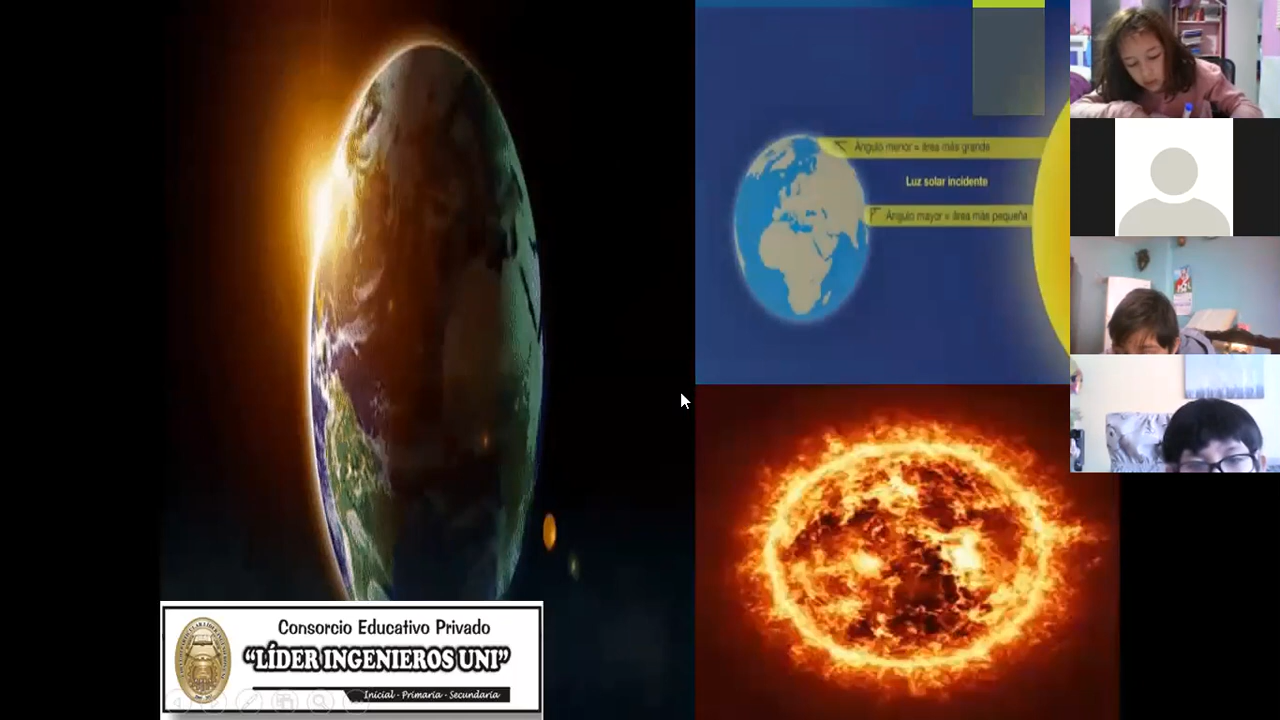 Ángulo menor = área más grande
Luz solar incidente
Ángulo mayor = área más pequeña
Consorcio Educativo Privado
“LÍDER INGENIEROS UNI”
Inicial - Primaria - Secundaria